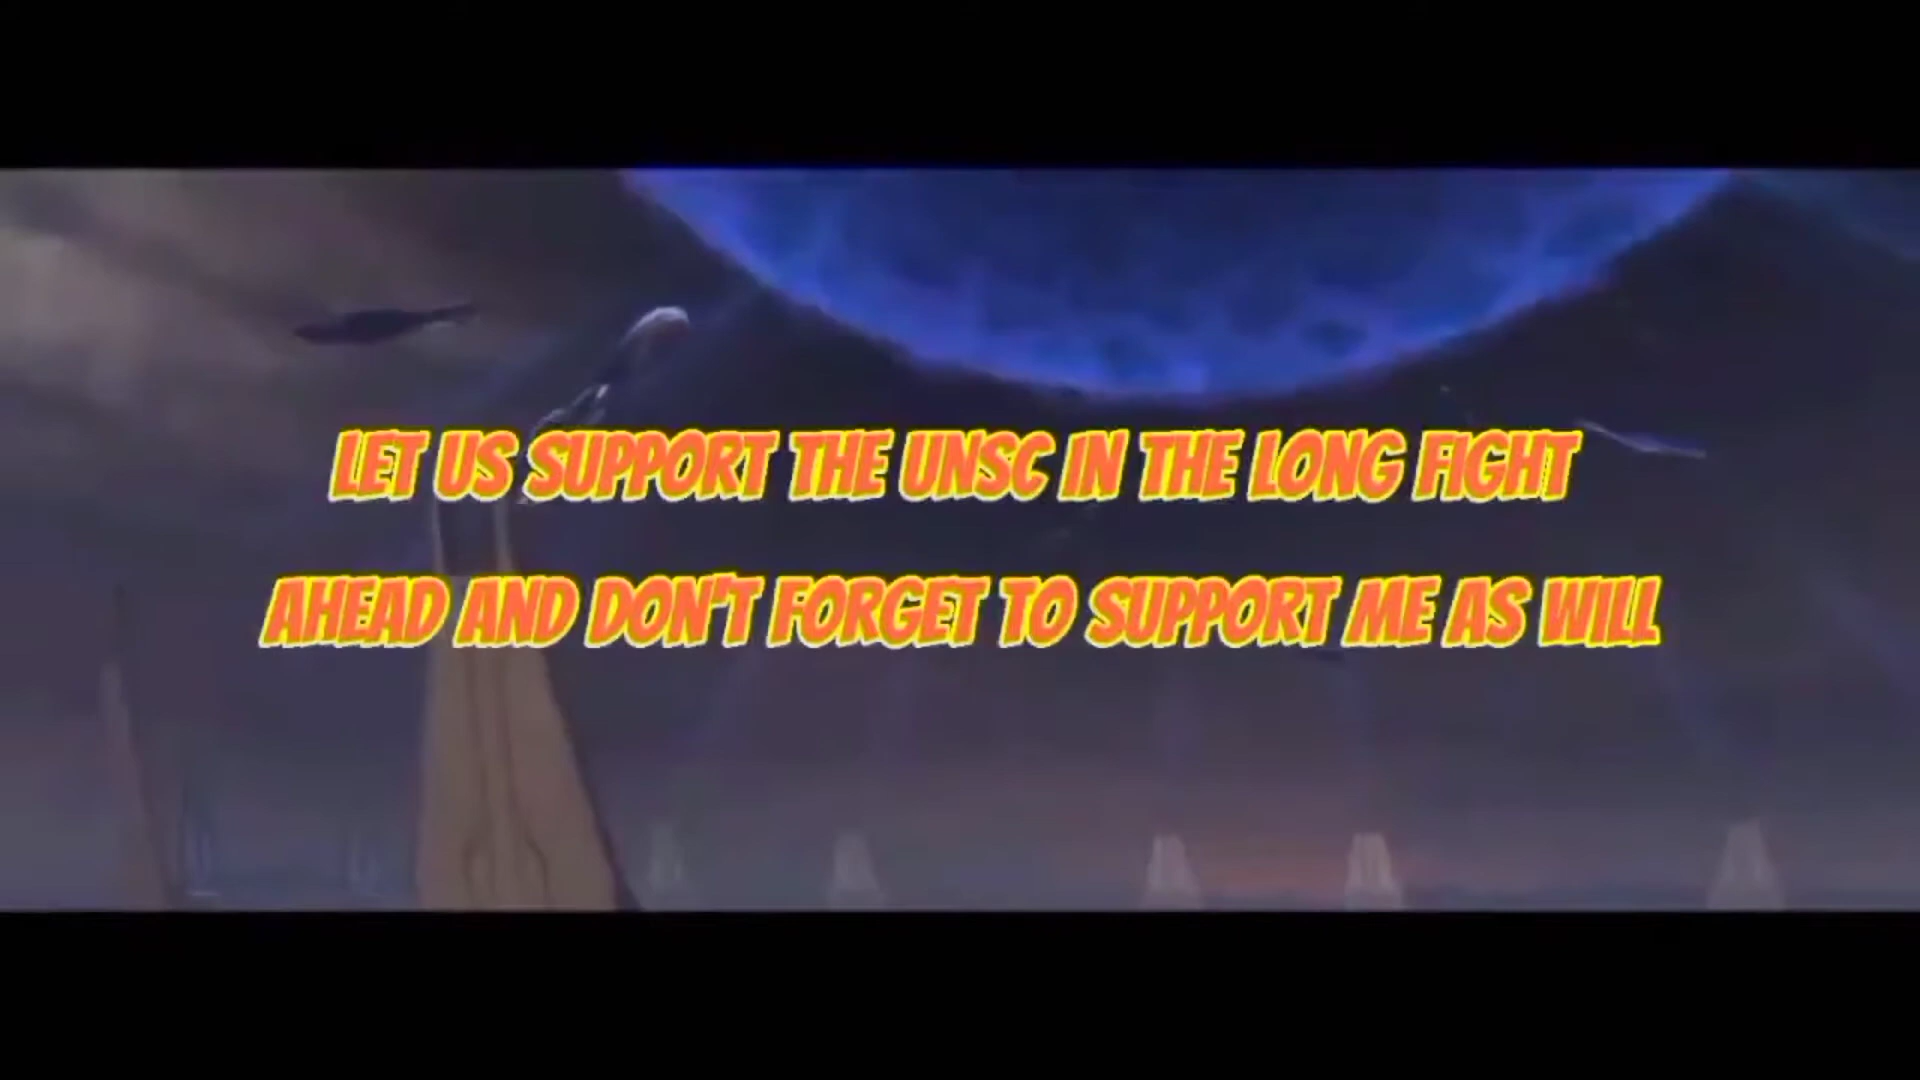 LET US SUPPORT THE UNSC IN THE LONG FIGHT
AHEAD AND DON'T FORGET TO SUPPORT ME AS WILL